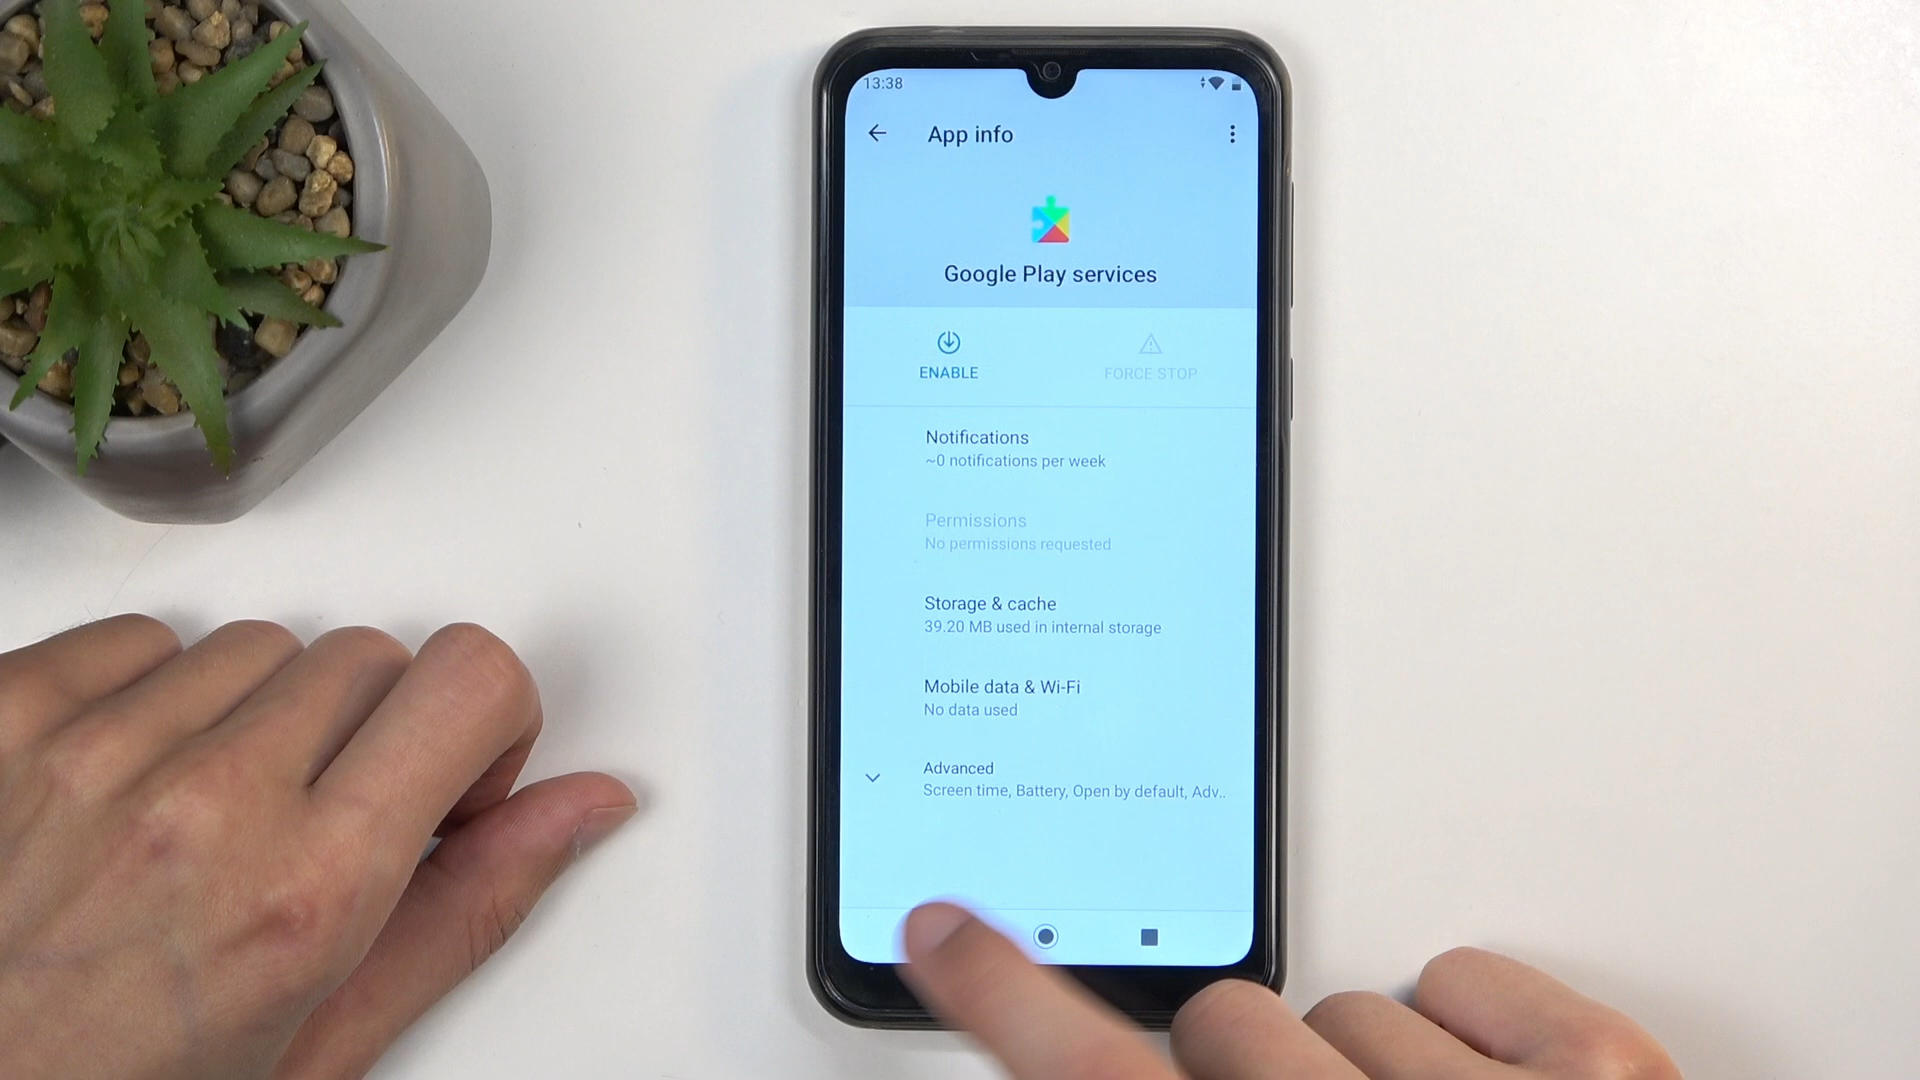 13:38
App info
Google Play services
ENABLE
FORCE STOP
Notifications
~0 notifications per week
Permissions
No permissions requested
Storage & cache
39.20 MB used in internal storage
Mobile data & Wi-Fi
No data used
Advanced
Screen time, Battery, Open by default, Adv..